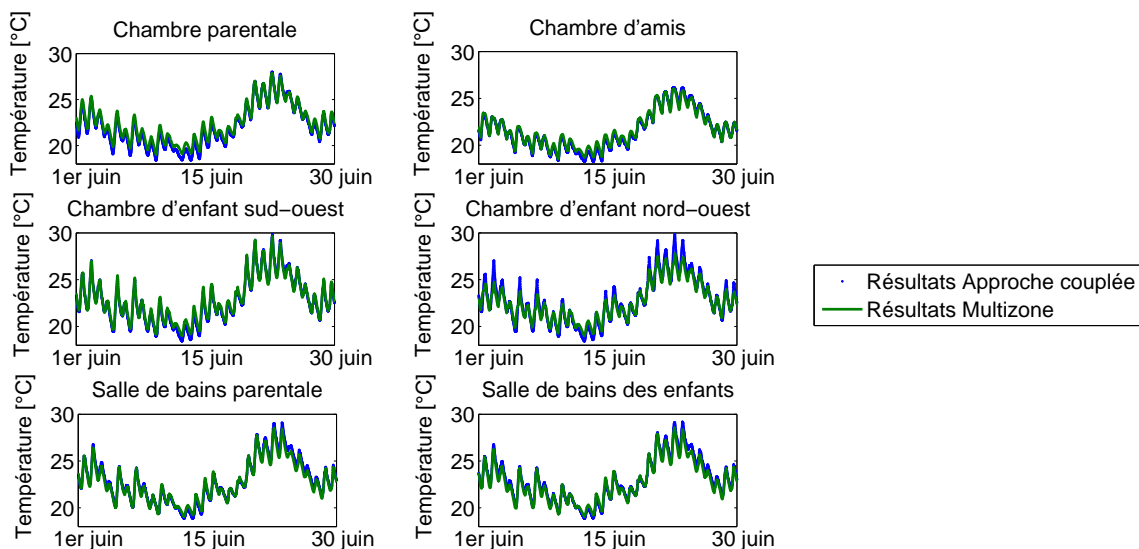 Chambre parentale
Température [°C]
30
25
20
1er juin
15 juin
30 juin
Chambre d'amis
Température [°C]
30
25
20
1er juin
15 juin
30 juin
Chambre d'enfant sud-ouest
Température [°C]
30
25
20
1er juin
15 juin
30 juin
Chambre d'enfant nord-ouest
Température [°C]
30
25
20
1er juin
15 juin
30 juin
Résultats Approche couplée
Résultats Multizone
Salle de bains parentale
Température [°C]
30
25
20
1er juin
15 juin
30 juin
Salle de bains des enfants
Température [°C]
30
25
20
1er juin
15 juin
30 juin